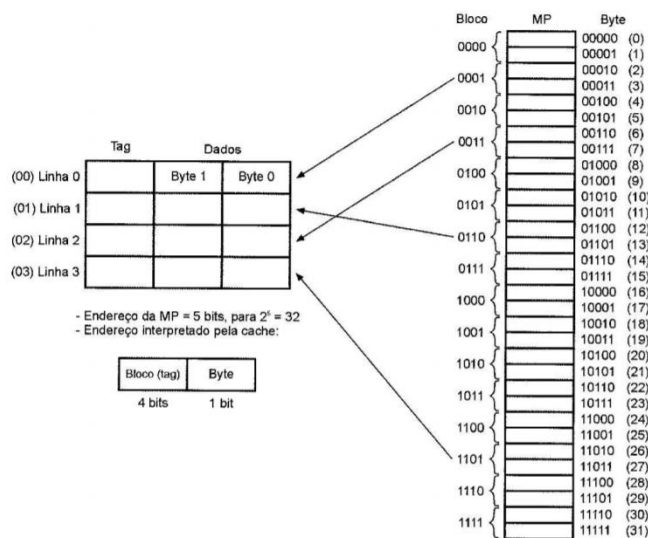 Bloco MP Byte
0000 00000 (0)
00001 (1)
0001 00010 (2)
00011 (3)
0010 00100 (4)
00101 (5)
0011 00110 (6)
00111 (7)
0100 01000 (8)
01001 (9)
0101 01010 (10)
01011 (11)
0110 01100 (12)
01101 (13)
0111 01110 (14)
01111 (15)
1000 10000 (16)
10001 (17)
1001 10010 (18)
10011 (19)
1010 10100 (20)
10101 (21)
1011 10110 (22)
10111 (23)
1100 11000 (24)
11001 (25)
1101 11010 (26)
11011 (27)
1110 11100 (28)
11101 (29)
1111 11110 (30)
11111 (31)
Tag Dados
(00) Linha 0 Byte 1 Byte 0
(01) Linha 1
(02) Linha 2
(03) Linha 3
- Endereço da MP = 5 bits, para 2⁵ = 32
- Endereço interpretado pela cache:
Bloco (tag) Byte
4 bits 1 bit